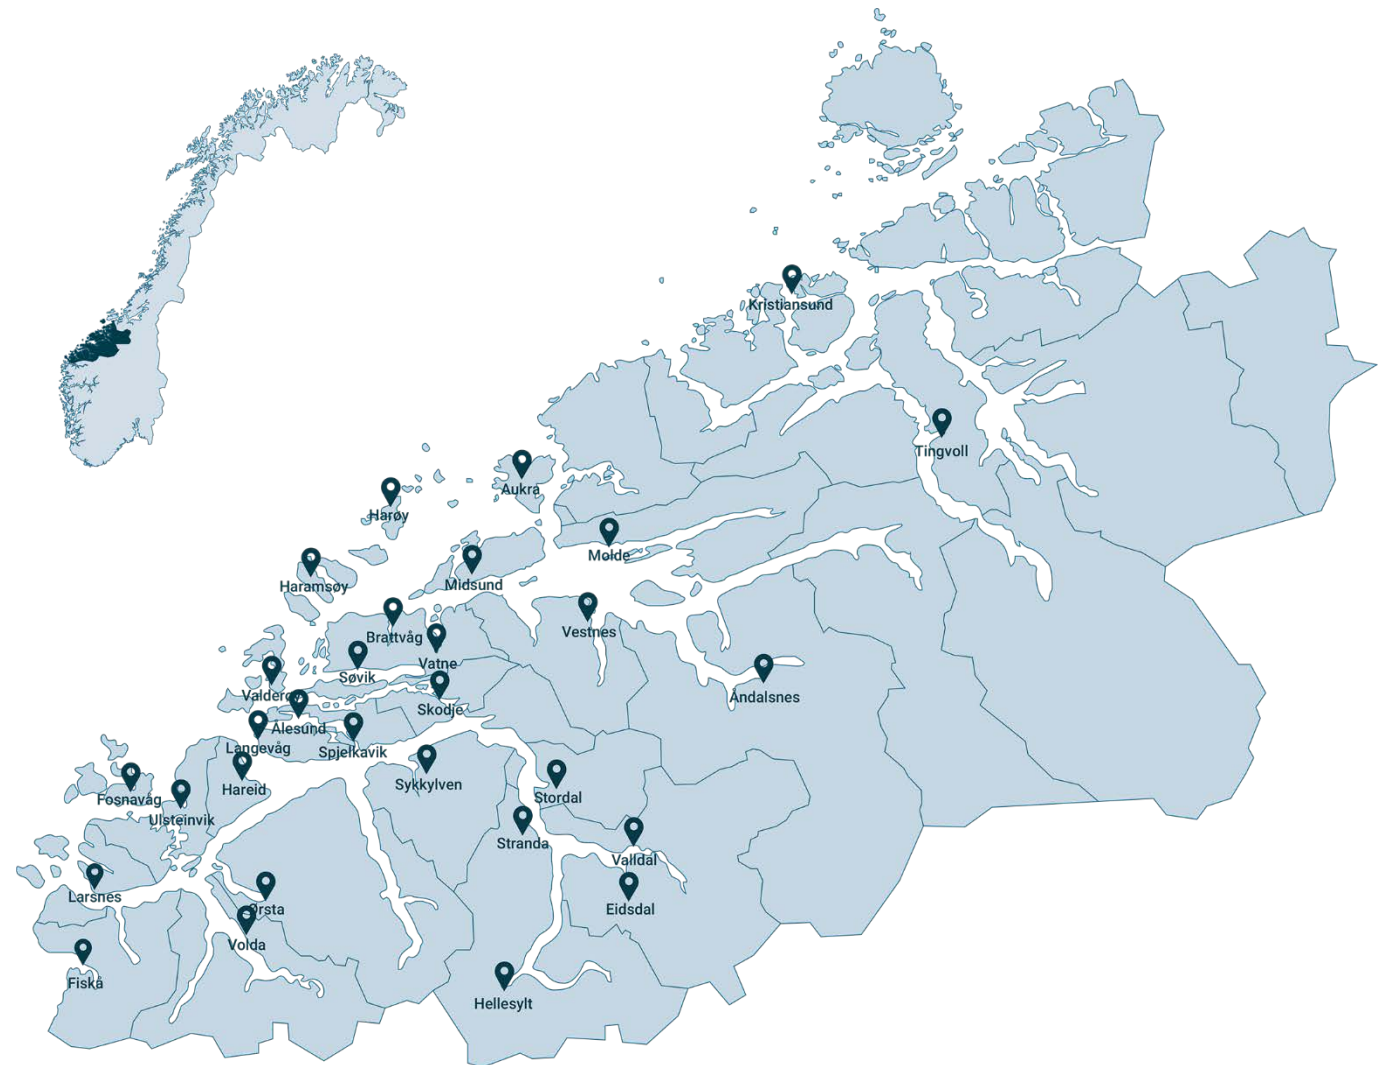 Kristiansund
Tingvoll
Aukra
Harøy
Molde
Haramsøy
Midsund
Brattvåg
Vestnes
Vatne
Søvik
Valderøy
Skodje
Åndalsnes
Ålesund
Langevåg
Spjelkavik
Hareid
Sykkylven
Fosnavåg
Stordal
Ulsteinvik
Stranda
Valldal
Larsnes
Ørsta
Eidsdal
Volda
Fiskå
Hellesylt